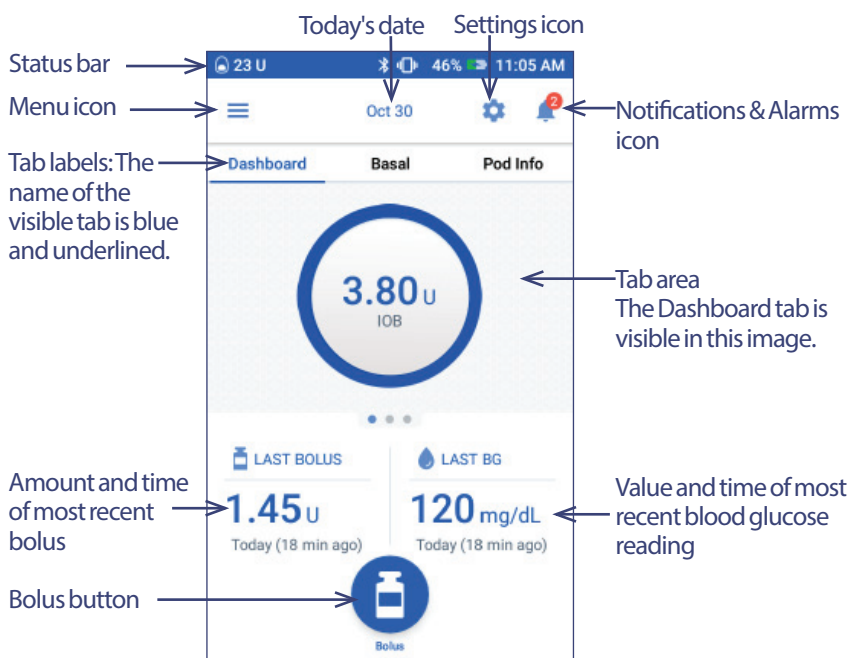 Today's date
Settings icon
Status bar
23 U
46%
11:05 AM
Menu icon
Oct 30
2
Notifications & Alarms
icon
Tab labels: The
name of the
visible tab is blue
and underlined.
Dashboard
Basal
Pod Info
3.80 U
IOB
Tab area
The Dashboard tab is
visible in this image.
LAST BOLUS
LAST BG
Amount and time
of most recent
bolus
1.45 U
120 mg/dL
Today (18 min ago)
Today (18 min ago)
Value and time of most
recent blood glucose
reading
Bolus button
Bolus